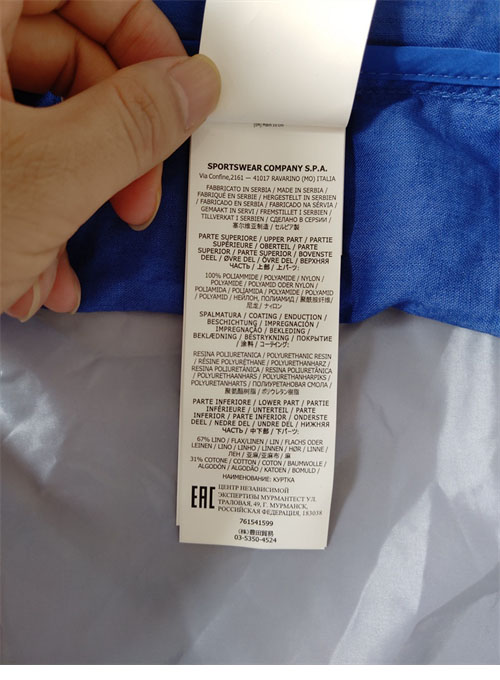 SPORTSWEAR COMPANY S.P.A.
Via Confine,2161 — 41017 RAVARINO (MO) ITALIA
FABBRICATO IN SERBIA / MADE IN SERBIA /
FABRIQUÉ EN SERBIE / HERGESTELLT IN SERBIEN
/ FABRICADO EN SERBIA / FABRICADO NA SÉRVIA /
GEMAAKT IN SERVI / FREMSTILLET I SERBIEN /
TILLVERKAT I SERBIEN / СДЕЛАНО В СЕРБИИ /
塞尔维亚制造 / セルビア製
PARTE SUPERIORE / UPPER PART / PARTIE
SUPÉRIEURE / OBERTEIL / PARTE
SUPERIOR / PARTE SUPERIOR / BOVENSTE
DEEL / ØVRE DEL / ÖVRE DEL / ВЕРХНЯЯ
ЧАСТЬ / 上部 / 上パーツ:
100% POLIAMMIDE / POLYAMIDE / NYLON /
POLYAMIDE / POLYAMID ODER NYLON /
POLIAMIDA / POLIAMIDA / POLYAMIDE / POLYAMID
/ POLYAMID / НЕЙЛОН, ПОЛИАМИД / 聚酰胺纤维/
尼龙 / ナイロン
SPALMATURA / COATING / ENDUCTION /
BESCHICHTUNG / IMPREGNACIÓN /
IMPREGNAÇÃO / BEKLEDING /
BEKLÆDNING / BESTRYKNING / ПОКРЫТИЕ
/ 涂料 / コーティング:
RESINA POLIURETANICA / POLYURETHANIC RESIN
/ RÉSINE POLYURÉTHANE / POLYURETHANHARZ /
RESINA POLIURETÁNICA / RESINA POLIURETÂNICA
/ POLYURETHAANHARS / POLYURETHANHARPIKS /
POLYURETANHARTS / ПОЛИУРЕТАНОВАЯ СМОЛА /
聚氨酯树脂 / ポリウレタン樹脂
PARTE INFERIORE / LOWER PART / PARTIE
INFÉRIEURE / UNTERTEIL / PARTE
INFERIOR / PARTE INFERIOR / ONDERSTE
DEEL / NEDRE DEL / UNDRE DEL / НИЖНЯЯ
ЧАСТЬ / 中下部 / 下パーツ:
67% LINO / FLAX/LINEN / LIN / FLACHS ODER
LEINEN / LINO / LINHO / LINNEN / HØR / LINNE /
ЛЕН / 亚麻/亚麻布 / 麻
31% COTONE / COTTON / COTON / BAUMWOLLE /
ALGODÓN / ALGODÃO / KATOEN / BOMULD /
НАИМЕНОВАНИЕ: КУРТКА
EAC
ЦЕНТР НЕЗАВИСИМОЙ
ЭКСПЕРТИЗЫ МУРМАНТЕСТ УЛ.
ТРАЛОВАЯ, 49, Г. МУРМАНСК,
РОССИЙСКАЯ ФЕДЕРАЦИЯ, 183038
761541599
(株)豊田貿易
03-5350-4524